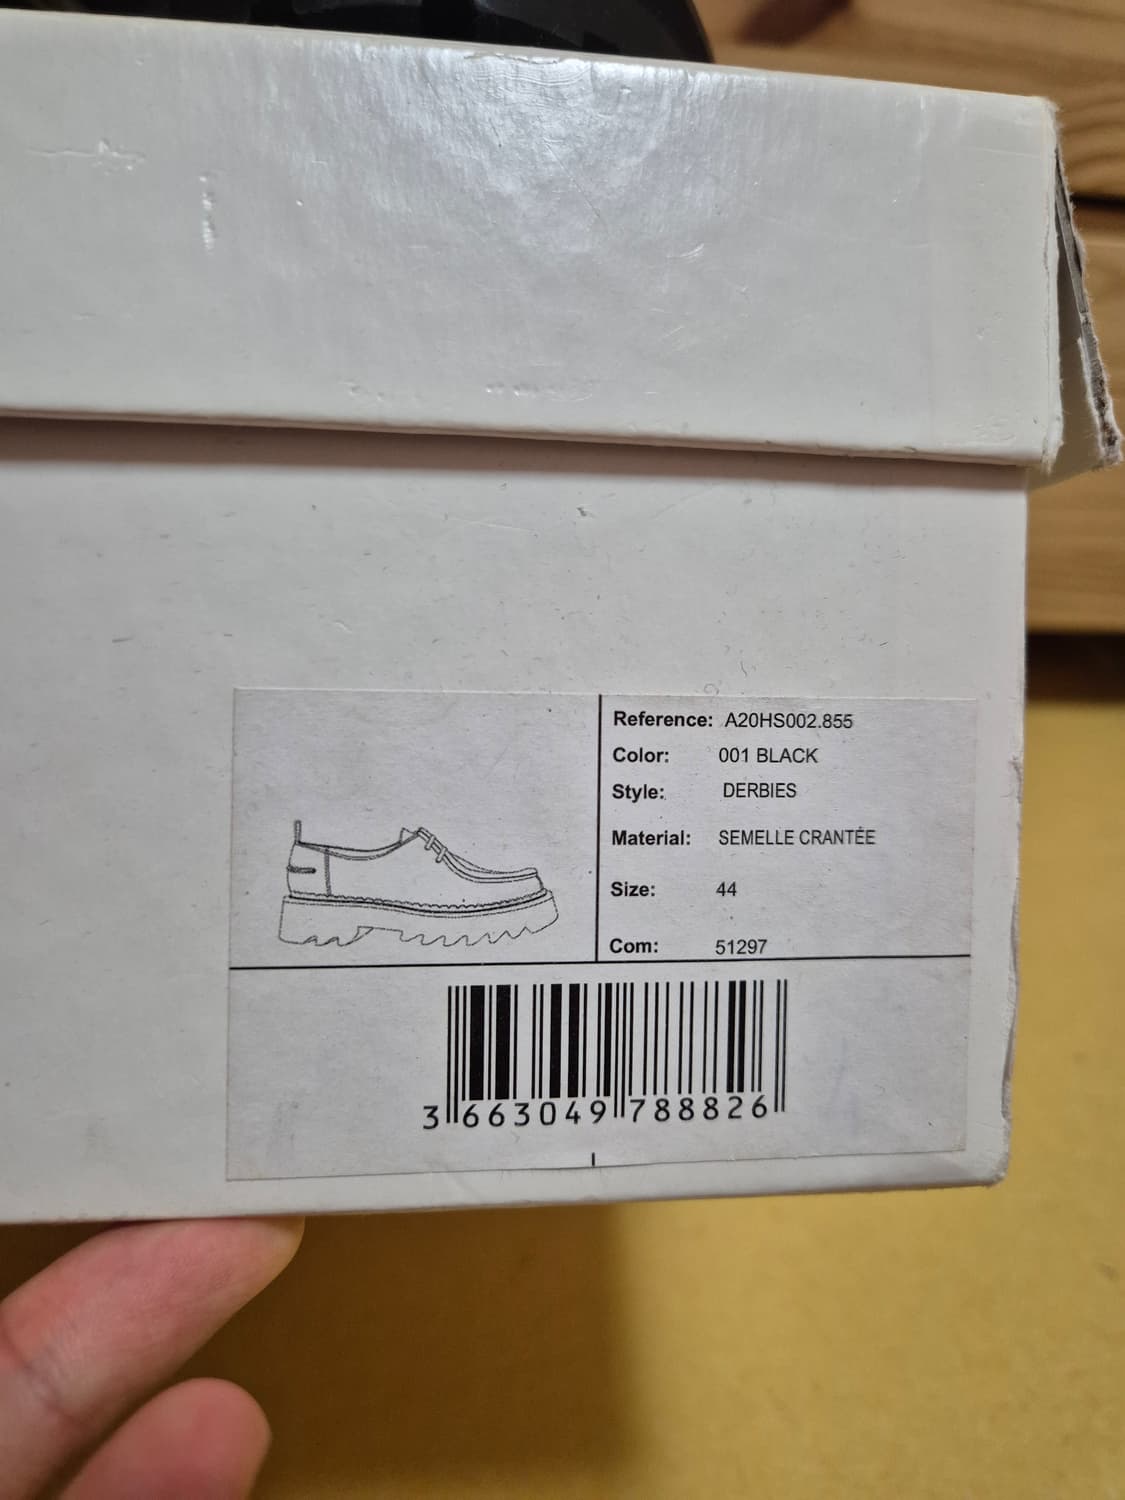 Reference: A20HS002.855
Color: 001 BLACK
Style: DERBIES
Material: SEMELLE CRANTÉE
Size: 44
Com: 51297
3 663049 788826